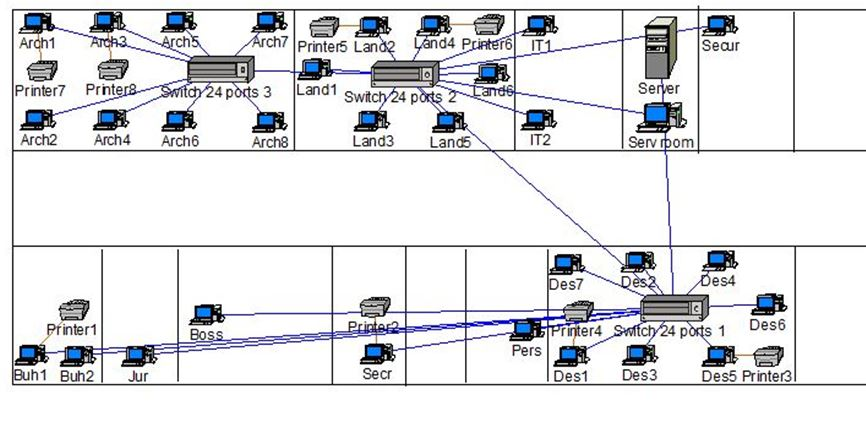 Arch1
Arch3
Arch5
Arch7
Printer5
Land2
Land4
Printer6
IT1
Secur
Printer7
Printer8
Switch 24 ports 3
Land1
Switch 24 ports 2
Land6
Server
Arch2
Arch4
Arch6
Arch8
Land3
Land5
IT2
Serv room
Des7
Des2
Des4
Printer1
Boss
Printer2
Pers
Printer4
Switch 24 ports 1
Des6
Buh1
Buh2
Jur
Secr
Des1
Des3
Des5
Printer3